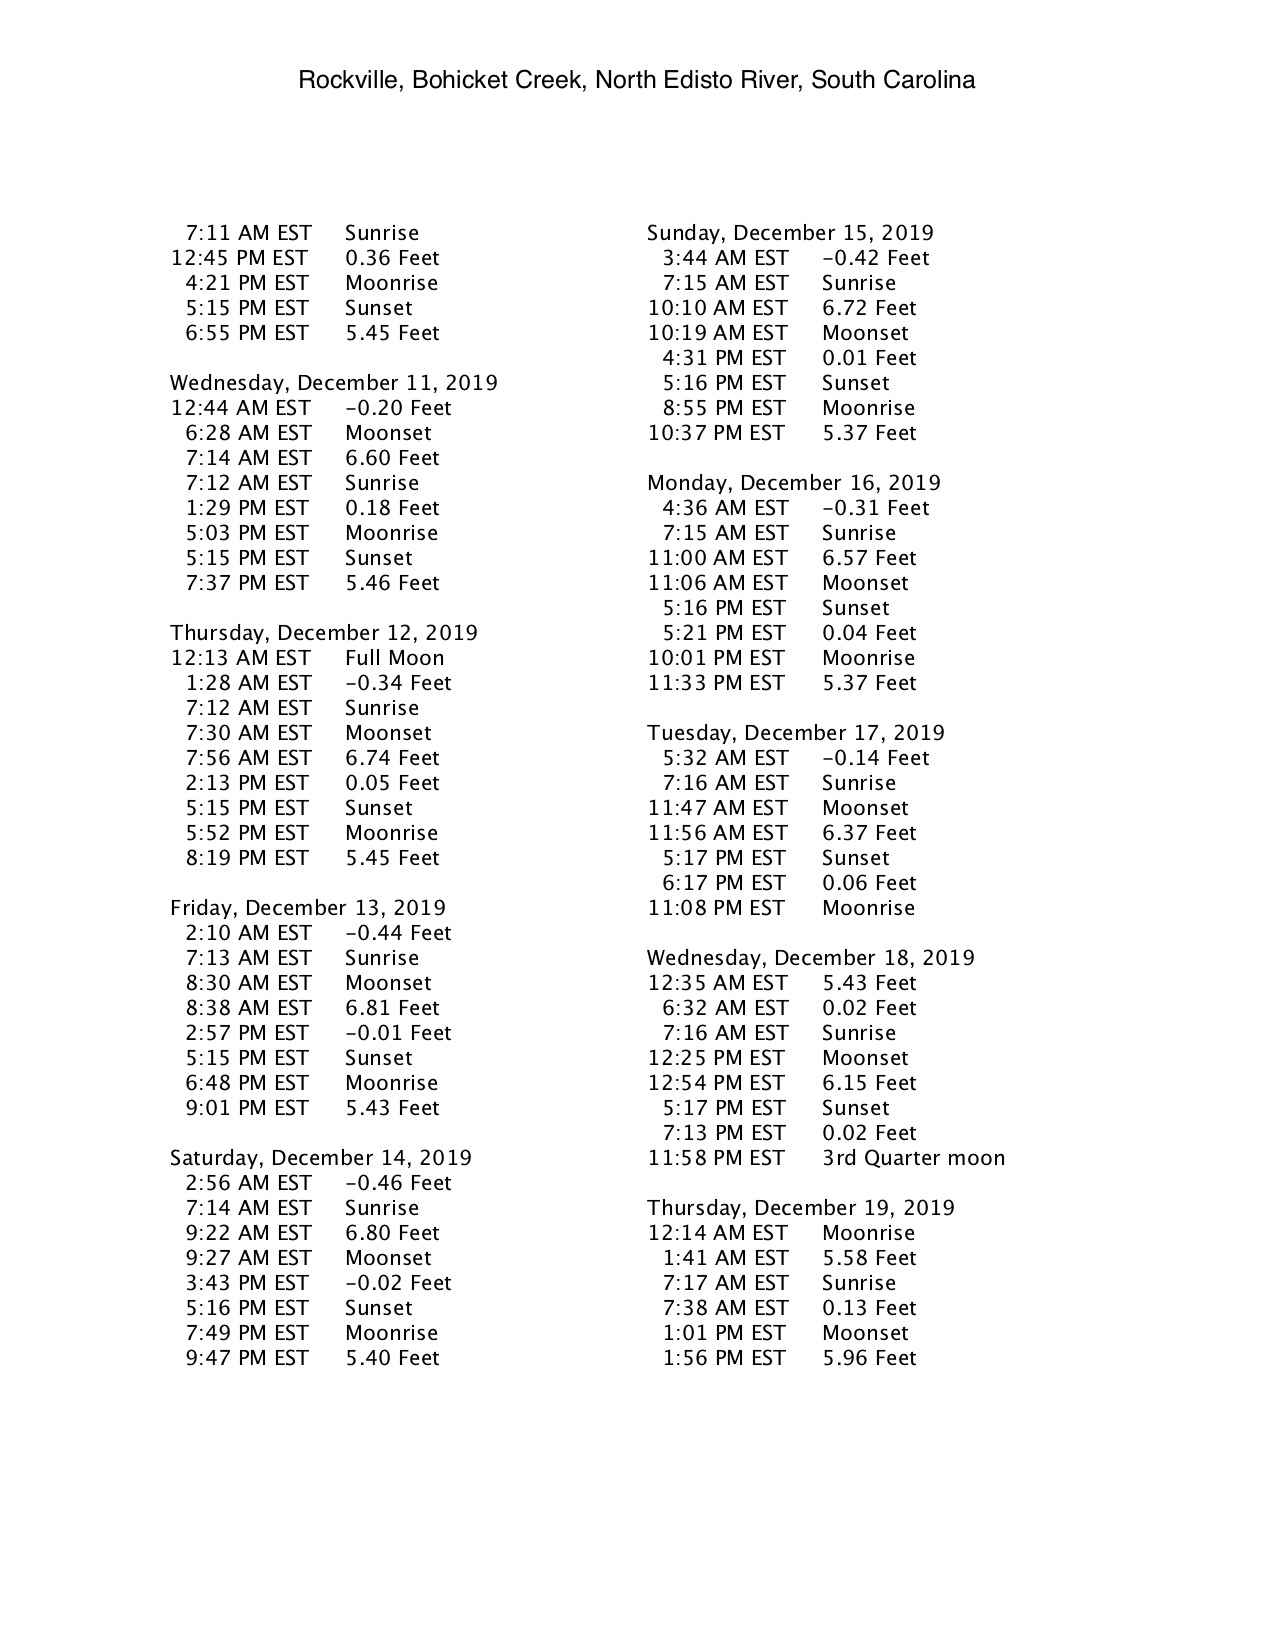 Rockville, Bohicket Creek, North Edisto River, South Carolina
7:11 AM EST Sunrise
12:45 PM EST 0.36 Feet
4:21 PM EST Moonrise
5:15 PM EST Sunset
6:55 PM EST 5.45 Feet
Wednesday, December 11, 2019
12:44 AM EST −0.20 Feet
6:28 AM EST Moonset
7:14 AM EST 6.60 Feet
7:12 AM EST Sunrise
1:29 PM EST 0.18 Feet
5:03 PM EST Moonrise
5:15 PM EST Sunset
7:37 PM EST 5.46 Feet
Thursday, December 12, 2019
12:13 AM EST Full Moon
1:28 AM EST −0.34 Feet
7:12 AM EST Sunrise
7:30 AM EST Moonset
7:56 AM EST 6.74 Feet
2:13 PM EST 0.05 Feet
5:15 PM EST Sunset
5:52 PM EST Moonrise
8:19 PM EST 5.45 Feet
Friday, December 13, 2019
2:10 AM EST −0.44 Feet
7:13 AM EST Sunrise
8:30 AM EST Moonset
8:38 AM EST 6.81 Feet
2:57 PM EST −0.01 Feet
5:15 PM EST Sunset
6:48 PM EST Moonrise
9:01 PM EST 5.43 Feet
Saturday, December 14, 2019
2:56 AM EST −0.46 Feet
7:14 AM EST Sunrise
9:22 AM EST 6.80 Feet
9:27 AM EST Moonset
3:43 PM EST −0.02 Feet
5:16 PM EST Sunset
7:49 PM EST Moonrise
9:47 PM EST 5.40 Feet
Sunday, December 15, 2019
3:44 AM EST −0.42 Feet
7:15 AM EST Sunrise
10:10 AM EST 6.72 Feet
10:19 AM EST Moonset
4:31 PM EST 0.01 Feet
5:16 PM EST Sunset
8:55 PM EST Moonrise
10:37 PM EST 5.37 Feet
Monday, December 16, 2019
4:36 AM EST −0.31 Feet
7:15 AM EST Sunrise
11:00 AM EST 6.57 Feet
11:06 AM EST Moonset
5:16 PM EST Sunset
5:21 PM EST 0.04 Feet
10:01 PM EST Moonrise
11:33 PM EST 5.37 Feet
Tuesday, December 17, 2019
5:32 AM EST −0.14 Feet
7:16 AM EST Sunrise
11:47 AM EST Moonset
11:56 AM EST 6.37 Feet
5:17 PM EST Sunset
6:17 PM EST 0.06 Feet
11:08 PM EST Moonrise
Wednesday, December 18, 2019
12:35 AM EST 5.43 Feet
6:32 AM EST 0.02 Feet
7:16 AM EST Sunrise
12:25 PM EST Moonset
12:54 PM EST 6.15 Feet
5:17 PM EST Sunset
7:13 PM EST 0.02 Feet
11:58 PM EST 3rd Quarter moon
Thursday, December 19, 2019
12:14 AM EST Moonrise
1:41 AM EST 5.58 Feet
7:17 AM EST Sunrise
7:38 AM EST 0.13 Feet
1:01 PM EST Moonset
1:56 PM EST 5.96 Feet